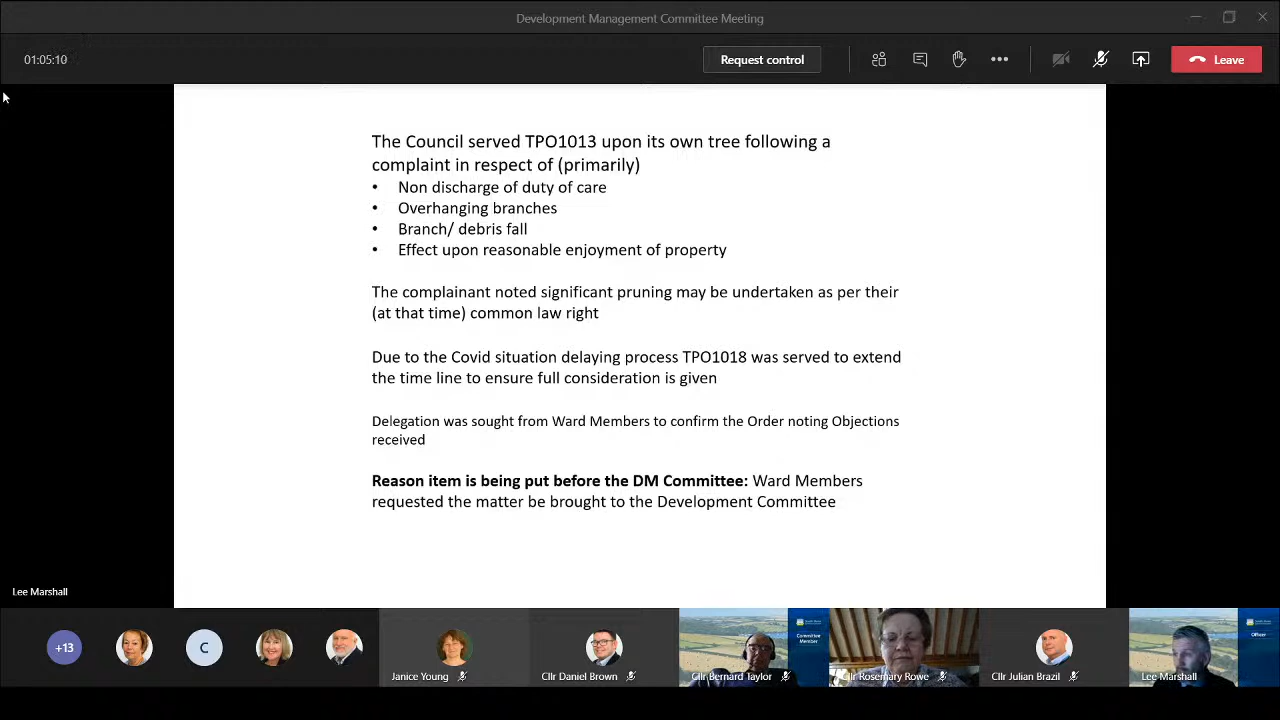 Development Management Committee Meeting
01:05:10
Request control
Leave
The Council served TPO1013 upon its own tree following a
complaint in respect of (primarily)
• Non discharge of duty of care
• Overhanging branches
• Branch/ debris fall
• Effect upon reasonable enjoyment of property
The complainant noted significant pruning may be undertaken as per their
(at that time) common law right
Due to the Covid situation delaying process TPO1018 was served to extend
the time line to ensure full consideration is given
Delegation was sought from Ward Members to confirm the Order noting Objections
received
Reason item is being put before the DM Committee: Ward Members
requested the matter be brought to the Development Committee
Lee Marshall
+13
C
Committee
Member
Officer
Janice Young
Cllr Daniel Brown
Cllr Bernard Taylor
Cllr Rosemary Rowe
Cllr Julian Brazil
Lee Marshall